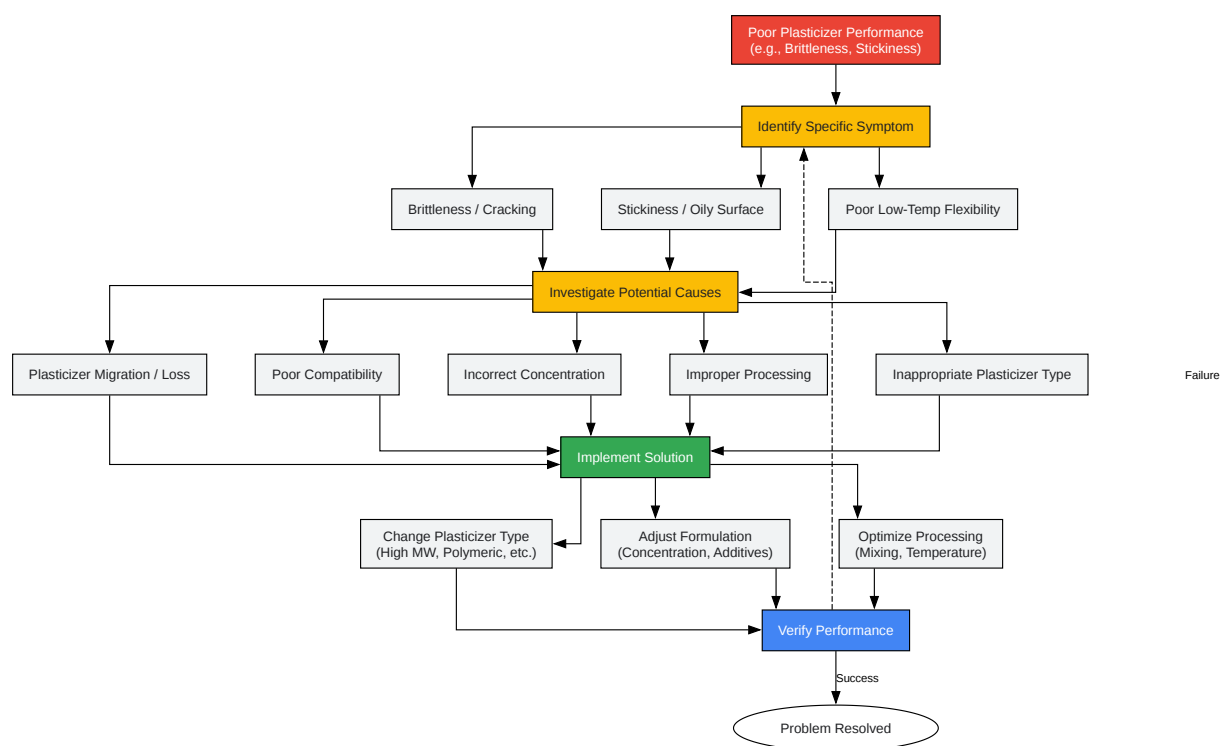 Poor Plasticizer Performance
(e.g., Brittleness, Stickiness)
Identify Specific Symptom
Brittleness / Cracking
Stickiness / Oily Surface
Poor Low-Temp Flexibility
Investigate Potential Causes
Plasticizer Migration / Loss
Poor Compatibility
Incorrect Concentration
Improper Processing
Inappropriate Plasticizer Type
Failure
Implement Solution
Change Plasticizer Type
(High MW, Polymeric, etc.)
Adjust Formulation
(Concentration, Additives)
Optimize Processing
(Mixing, Temperature)
Verify Performance
Success
Problem Resolved